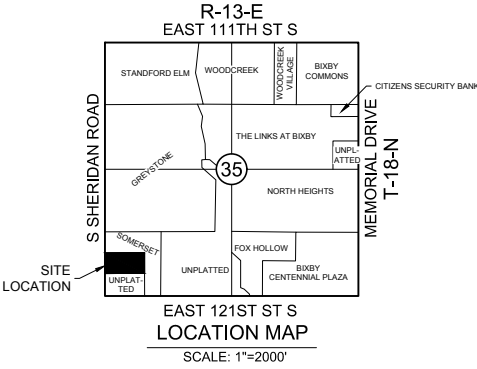 R-13-E
EAST 111TH ST S
STANDFORD ELM
WOODCREEK
WOODCREEK
VILLAGE
BIXBY
COMMONS
CITIZENS SECURITY BANK
S SHERIDAN ROAD
MEMORIAL DRIVE
T-18-N
THE LINKS AT BIXBY
UNPL-
ATTED
GREYSTONE
35
NORTH HEIGHTS
SOMERSET
FOX HOLLOW
SITE
LOCATION
UNPLAT-
TED
UNPLATTED
BIXBY
CENTENNIAL PLAZA
EAST 121ST ST S
LOCATION MAP
SCALE: 1"=2000'